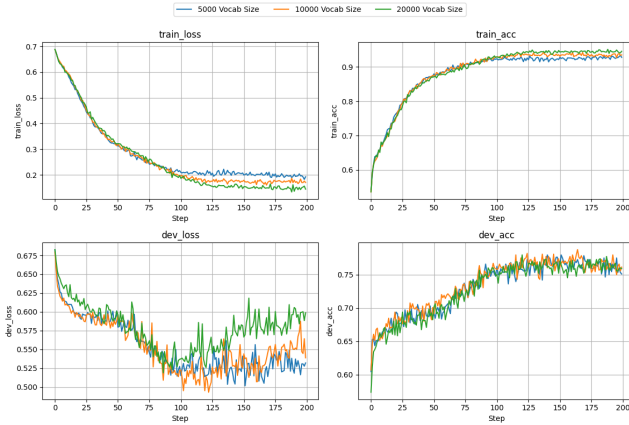 5000 Vocab Size 10000 Vocab Size 20000 Vocab Size
train_loss
train_loss
0.7
0.6
0.5
0.4
0.3
0.2
0 25 50 75 100 125 150 175 200
Step
train_acc
train_acc
0.9
0.8
0.7
0.6
0 25 50 75 100 125 150 175 200
Step
dev_loss
dev_loss
0.675
0.650
0.625
0.600
0.575
0.550
0.525
0.500
0 25 50 75 100 125 150 175 200
Step
dev_acc
dev_acc
0.75
0.70
0.65
0.60
0 25 50 75 100 125 150 175 200
Step